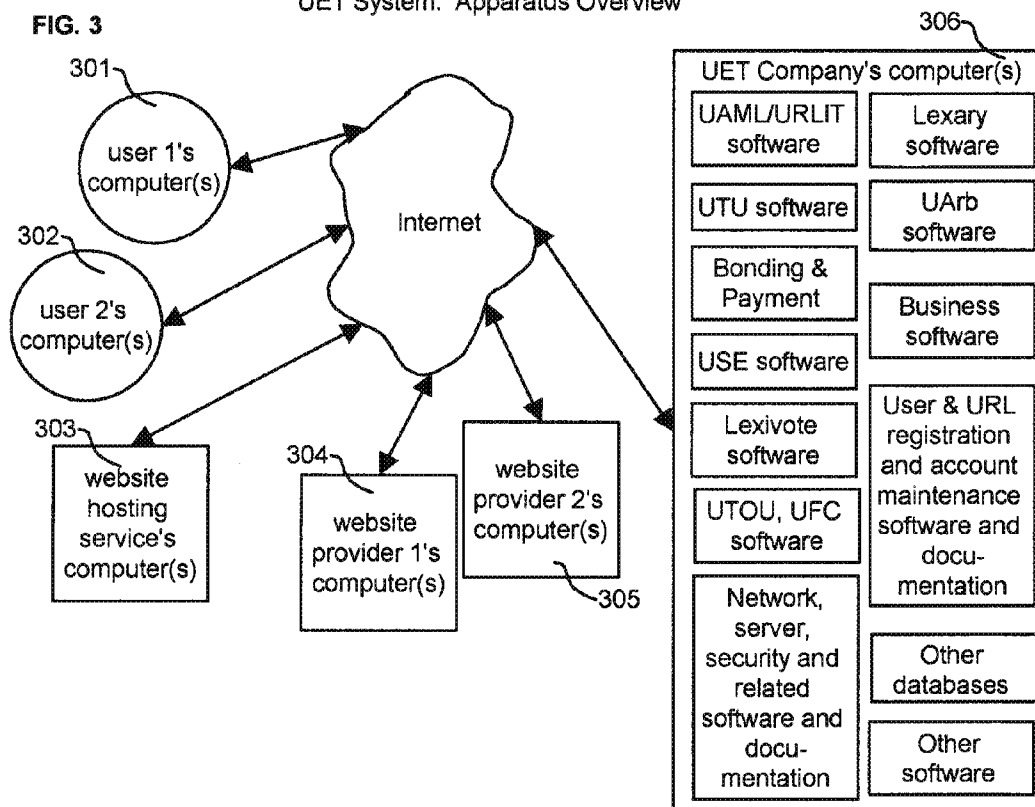 UET System: Apparatus Overview
FIG. 3
301
user 1's
computer(s)
302
user 2's
computer(s)
Internet
303
website
hosting
service's
computer(s)
304
website
provider 1's
computer(s)
website
provider 2's
computer(s)
305
306
UET Company's computer(s)
UAML/URLIT
software
UTU software
Bonding &
Payment
USE software
Lexivote
software
UTOU, UFC
software
Network,
server,
security and
related
software and
docu-
mentation
Lexary
software
UArb
software
Business
software
User & URL
registration
and account
maintenance
software and
docu-
mentation
Other
databases
Other
software